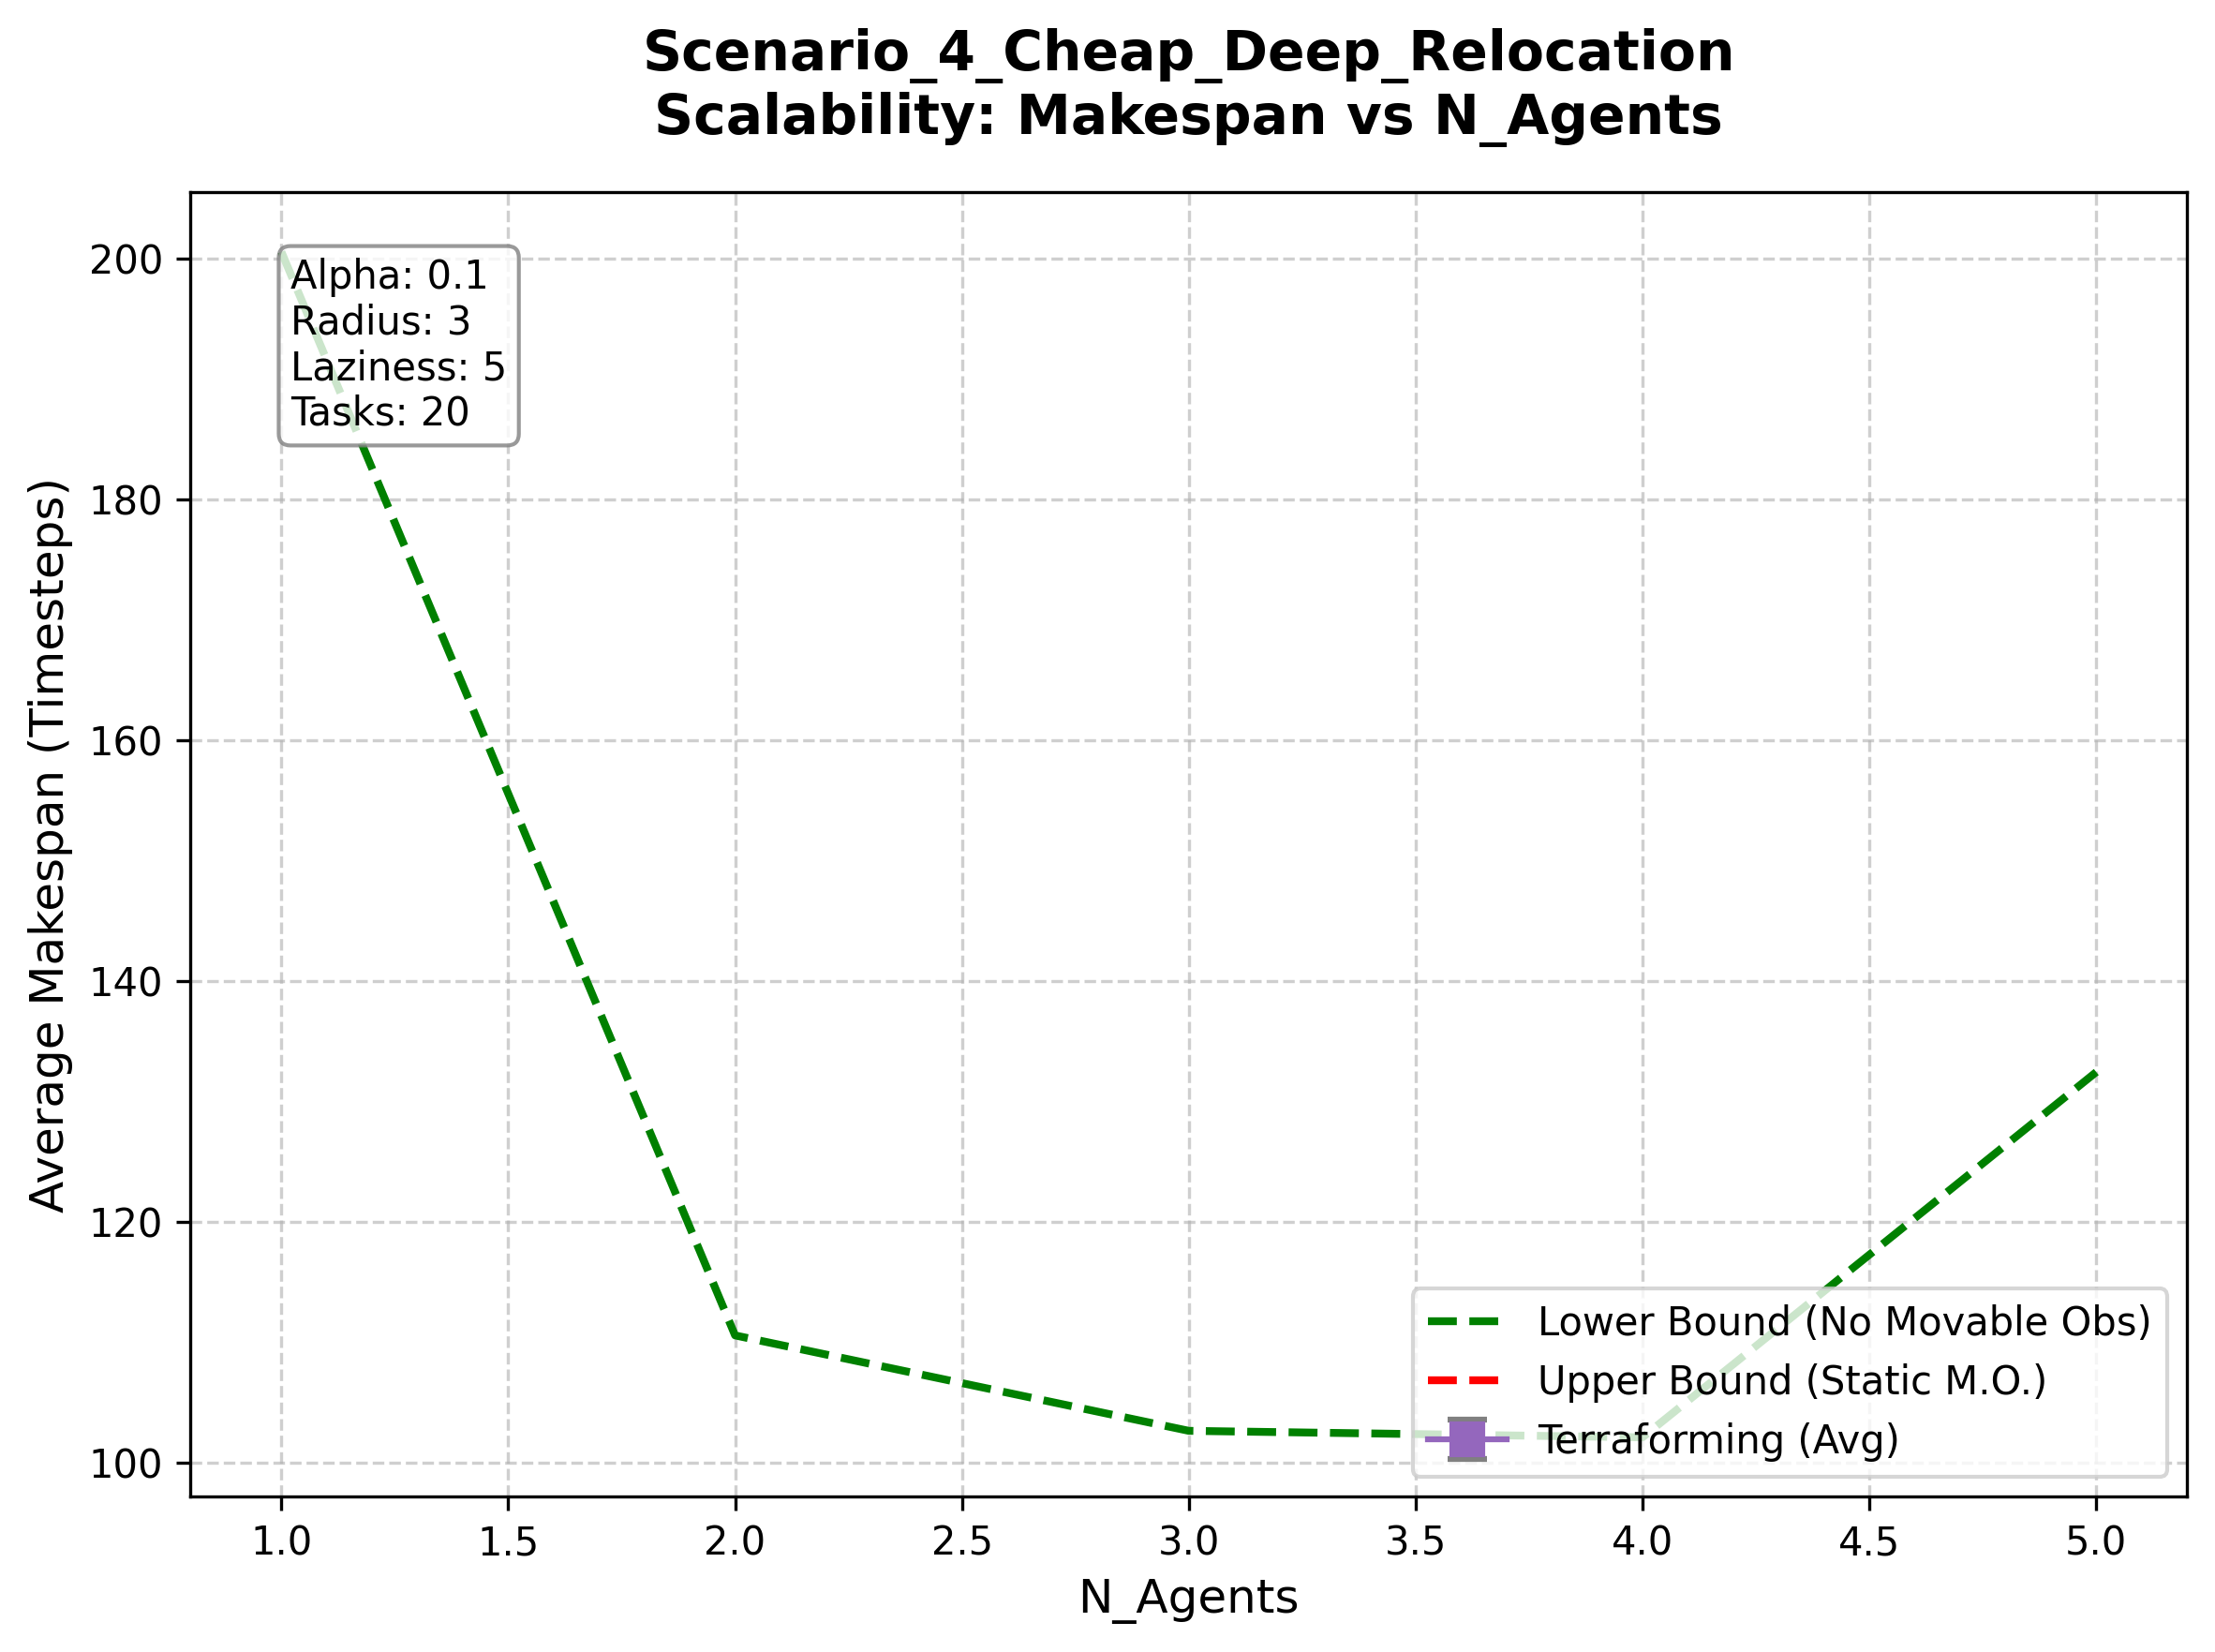 Scenario_4_Cheap_Deep_Relocation
Scalability: Makespan vs N_Agents
Average Makespan (Timesteps)
200
180
160
140
120
100
Alpha: 0.1
Radius: 3
Laziness: 5
Tasks: 20
Lower Bound (No Movable Obs)
Upper Bound (Static M.O.)
Terraforming (Avg)
1.0 1.5 2.0 2.5 3.0 3.5 4.0 4.5 5.0
N_Agents